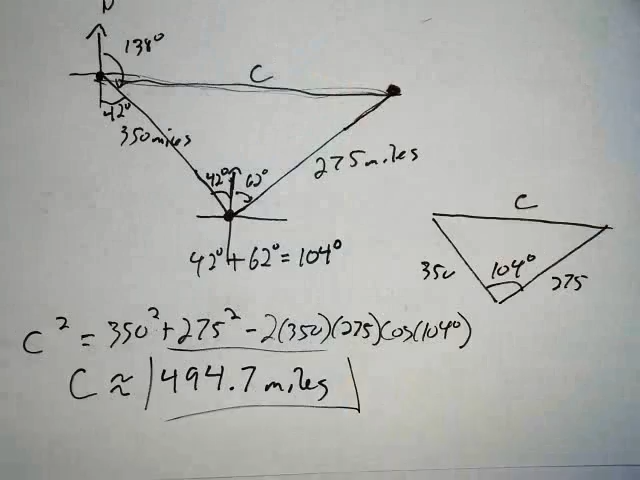 N
138°
C
42°
350 miles
275 miles
42° 62°
42° + 62° = 104°
C
350
104°
275
C² = 350² + 275² - 2(350)(275)Cos(104°)
C ≈ 494.7 miles